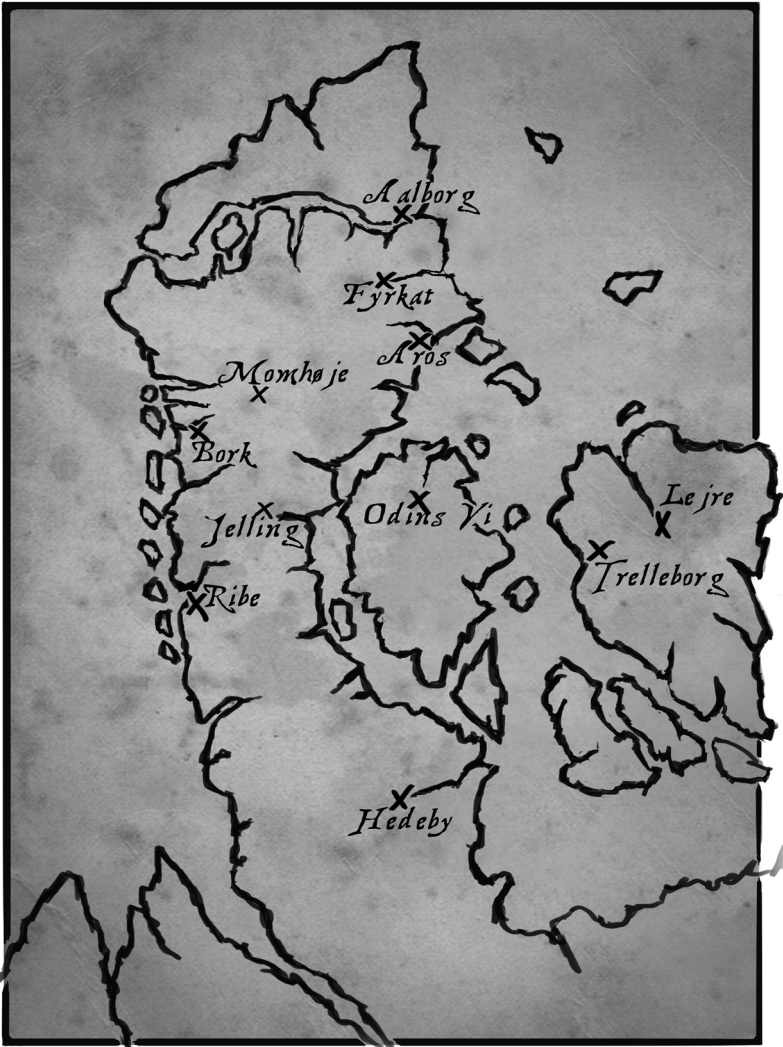 Aalborg
Fyrkat
Aros
Momhøje
Bork
Lejre
Odins Vi
Jelling
Trelleborg
Ribe
Hedeby